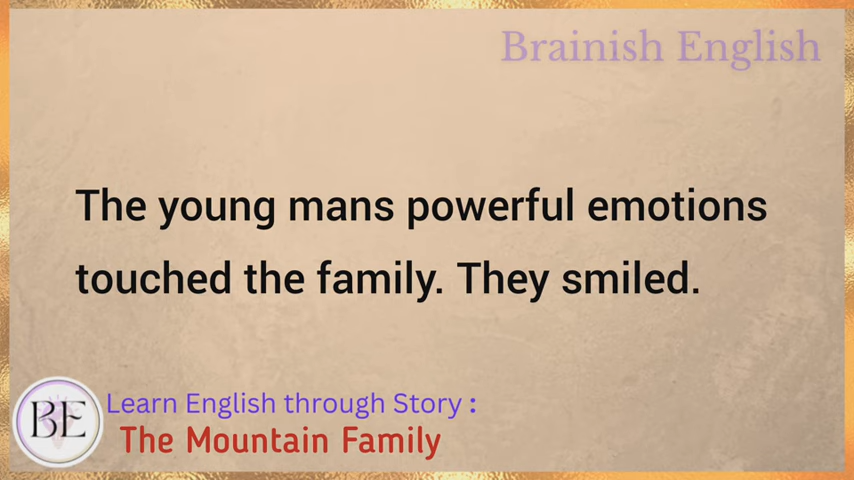 Brainish English
The young mans powerful emotions
touched the family. They smiled.
BE
Learn English through Story :
The Mountain Family